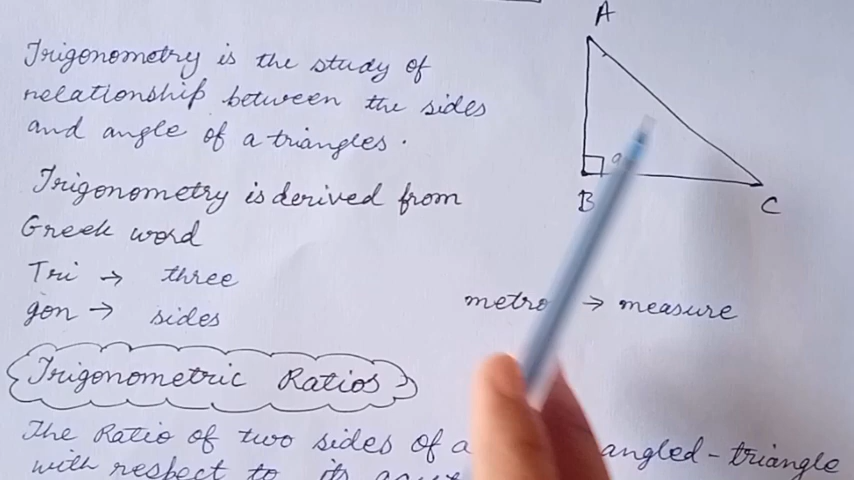 A
Trigonometry is the study of
relationship between the sides
and angle of a triangles.
B
C
Trigonometry is derived from
Greek word
Tri → three
gon → sides
metro → measure
Trigonometric Ratios
The Ratio of two sides of a angled-triangle
with respect to its